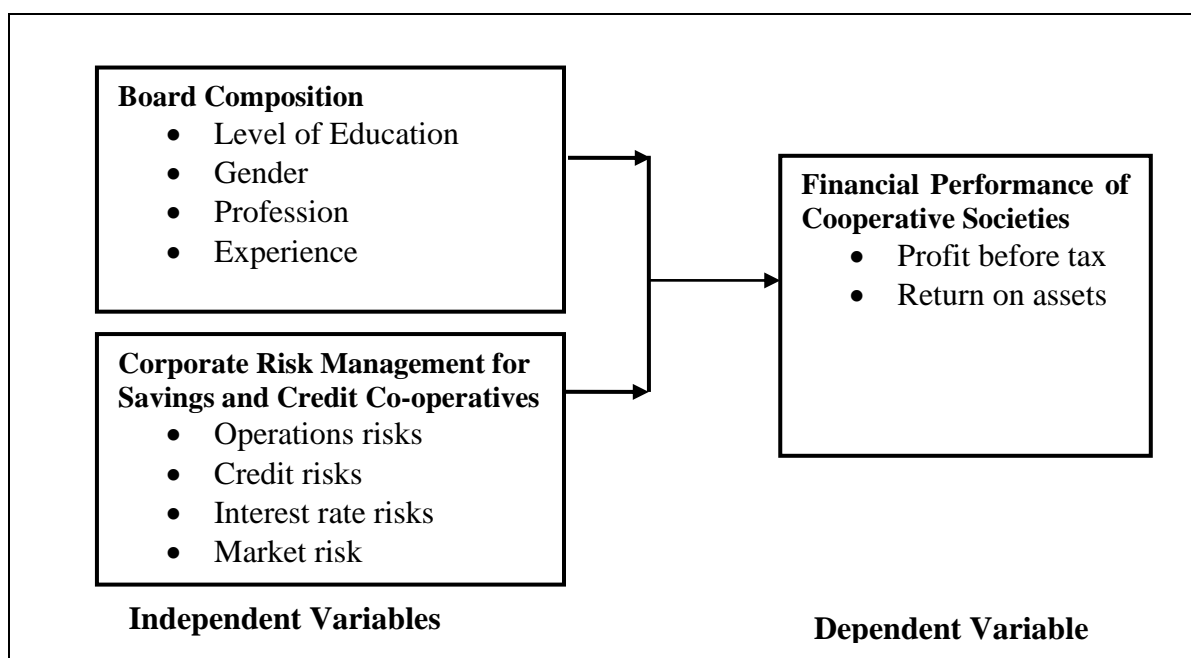 Board Composition
• Level of Education
• Gender
• Profession
• Experience
Corporate Risk Management for
Savings and Credit Co-operatives
• Operations risks
• Credit risks
• Interest rate risks
• Market risk
Independent Variables
Financial Performance of
Cooperative Societies
• Profit before tax
• Return on assets
Dependent Variable